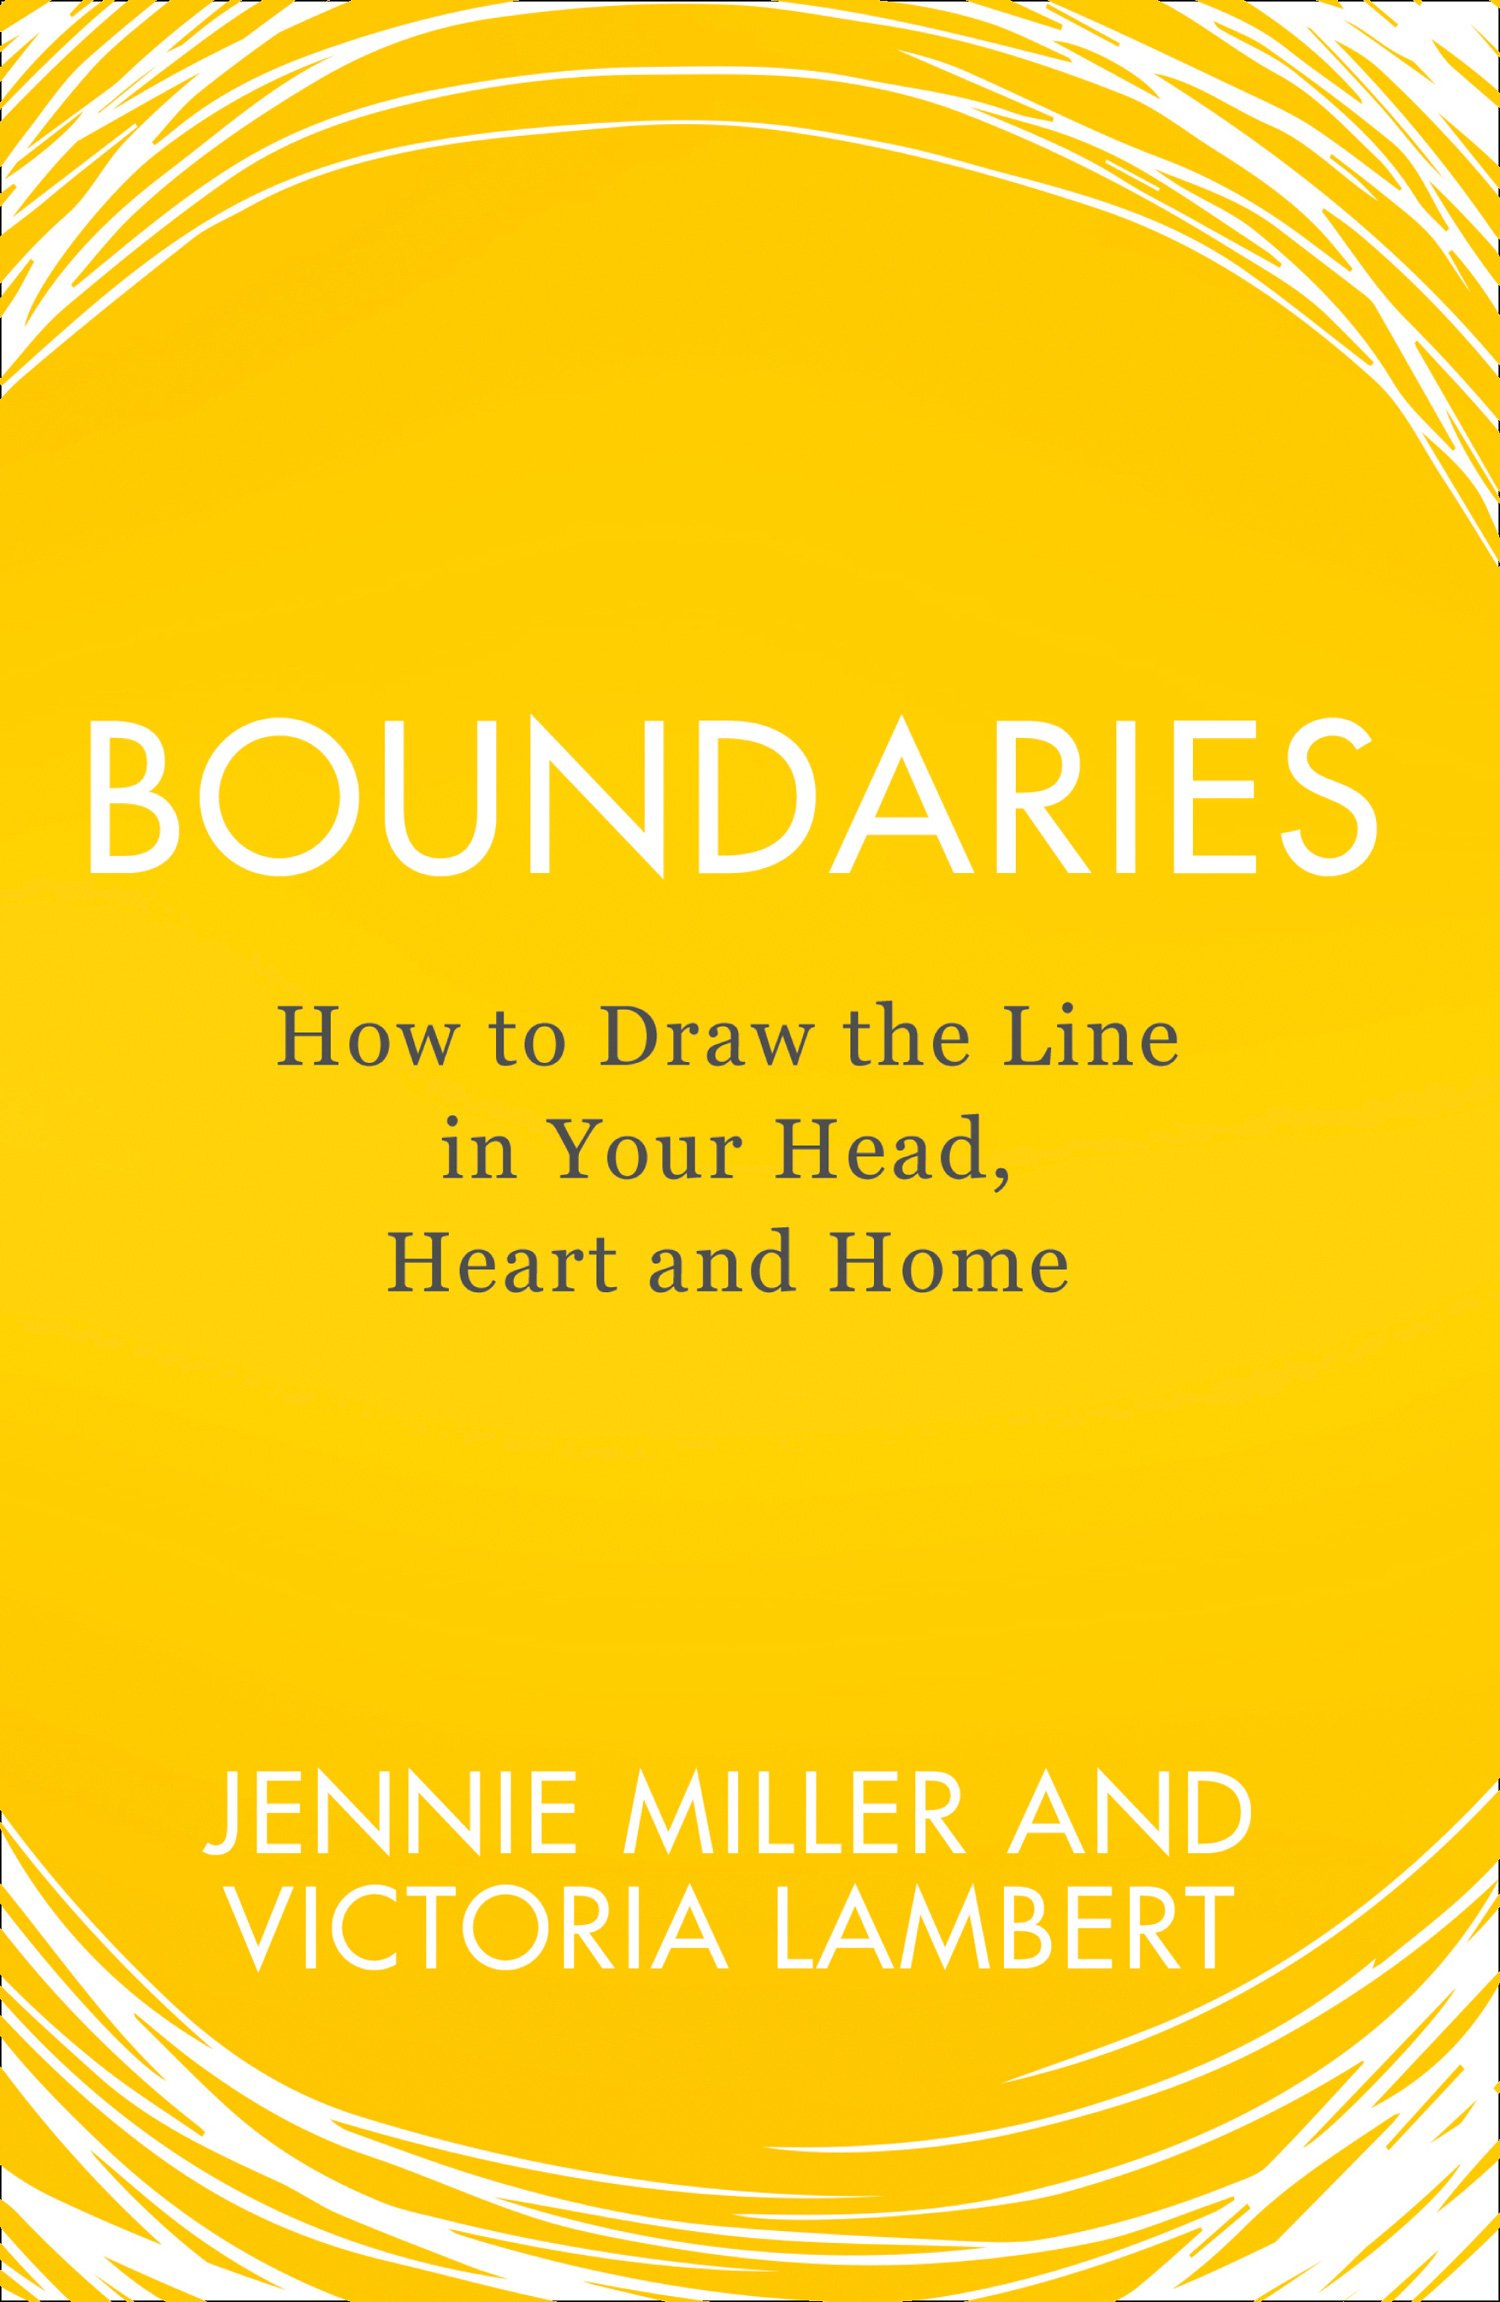 BOUNDARIES
How to Draw the Line
in Your Head,
Heart and Home
JENNIE MILLER AND
VICTORIA LAMBERT